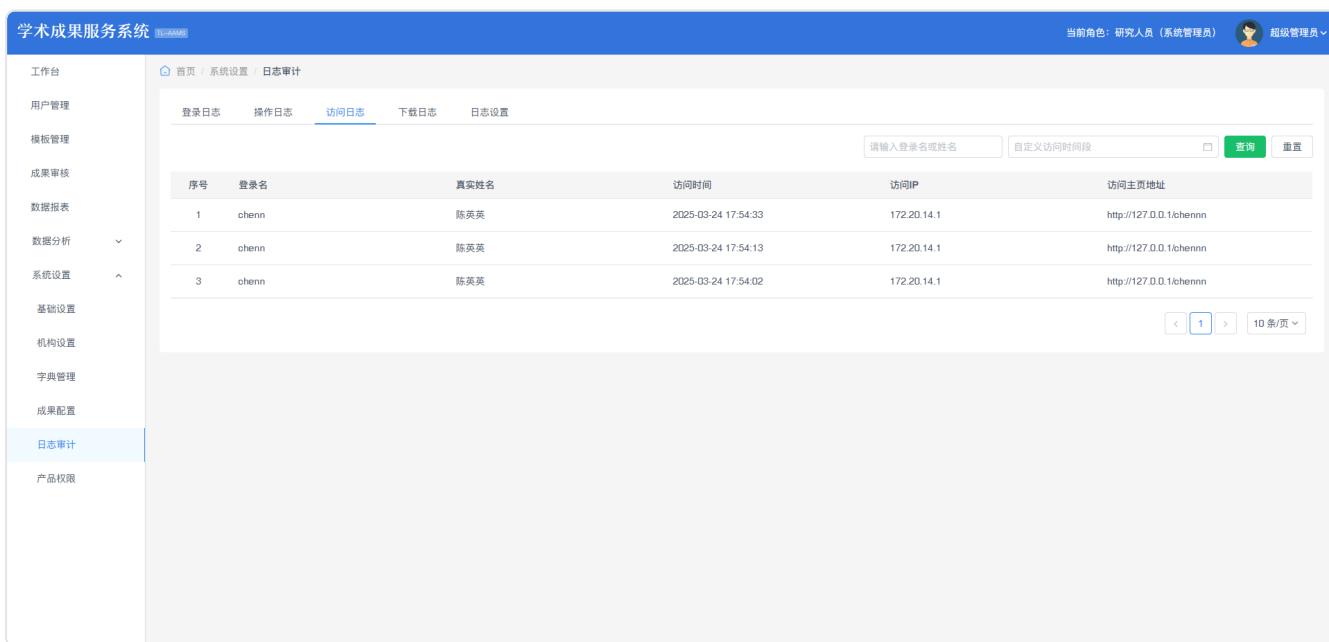 学术成果服务系统 TL-AAMS
当前角色：研究人员（系统管理员） 超级管理员
工作台
用户管理
模板管理
成果审核
数据报表
数据分析
系统设置
基础设置
机构设置
字典管理
成果配置
日志审计
产品权限
首页 / 系统设置 / 日志审计
登录日志 操作日志 访问日志 下载日志 日志设置
请输入登录名或姓名 自定义访问时间段 查询 重置
序号 登录名 真实姓名 访问时间 访问IP 访问主页地址
1 chenn 陈英英 2025-03-24 17:54:33 172.20.14.1 http://127.0.0.1/chennn
2 chenn 陈英英 2025-03-24 17:54:13 172.20.14.1 http://127.0.0.1/chennn
3 chenn 陈英英 2025-03-24 17:54:02 172.20.14.1 http://127.0.0.1/chennn
1 10 条/页